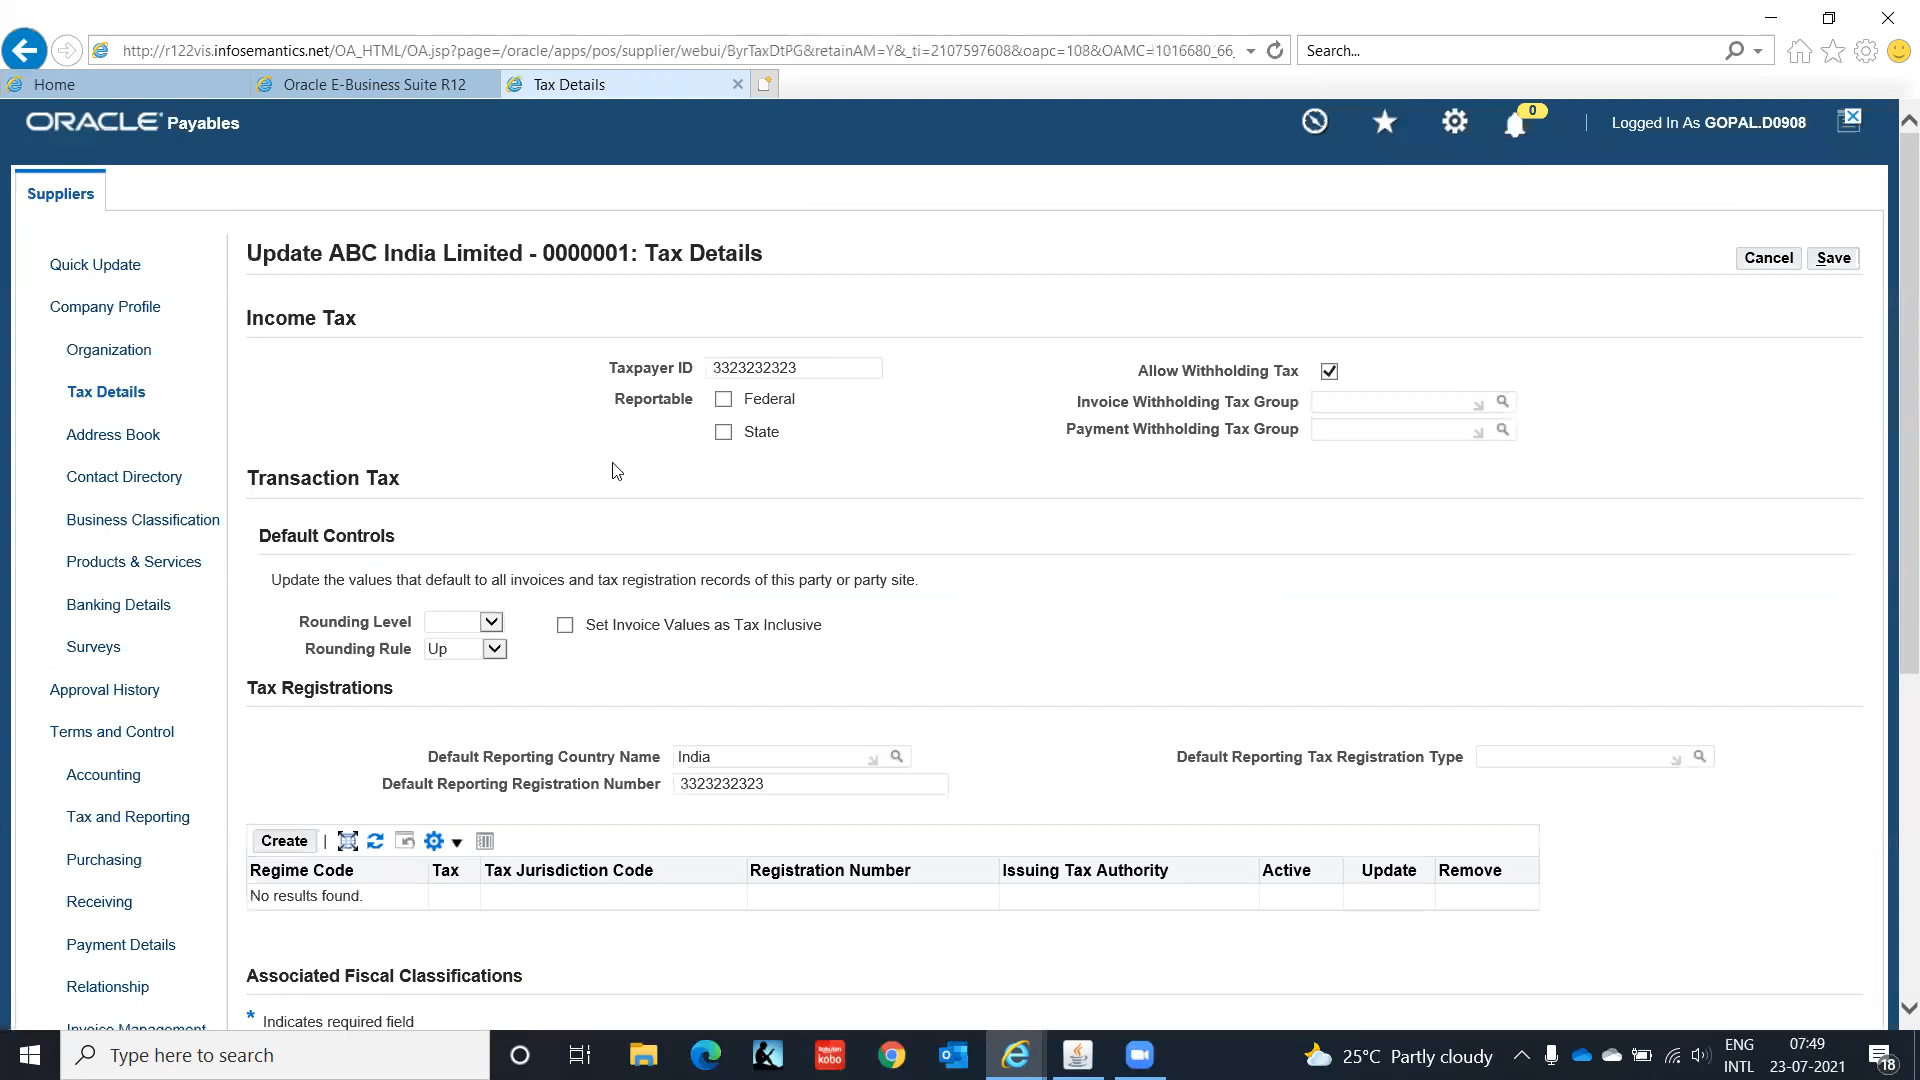 http://r122vis.infosemantics.net/OA_HTML/OA.jsp?page=/oracle/apps/pos/supplier/webui/ByrTaxDtPG&retainAM=Y&_ti=2107597608&oapc=108&OAMC=1016680_66_
Search...
Home
Oracle E-Business Suite R12
Tax Details
ORACLE Payables
0
Logged In As GOPAL.D0908
Suppliers
Quick Update
Company Profile
Organization
Tax Details
Address Book
Contact Directory
Business Classification
Products & Services
Banking Details
Surveys
Approval History
Terms and Control
Accounting
Tax and Reporting
Purchasing
Receiving
Payment Details
Relationship
Invoice Management
Update ABC India Limited - 0000001: Tax Details
Cancel
Save
Income Tax
Taxpayer ID 3323232323
Reportable Federal
State
Allow Withholding Tax
Invoice Withholding Tax Group
Payment Withholding Tax Group
Transaction Tax
Default Controls
Update the values that default to all invoices and tax registration records of this party or party site.
Rounding Level
Set Invoice Values as Tax Inclusive
Rounding Rule Up
Tax Registrations
Default Reporting Country Name India
Default Reporting Tax Registration Type
Default Reporting Registration Number 3323232323
Create
Regime Code Tax Tax Jurisdiction Code Registration Number Issuing Tax Authority Active Update Remove
No results found.
Associated Fiscal Classifications
* Indicates required field
Type here to search
Rakuten
kobo
25°C Partly cloudy
ENG
INTL
07:49
23-07-2021
18